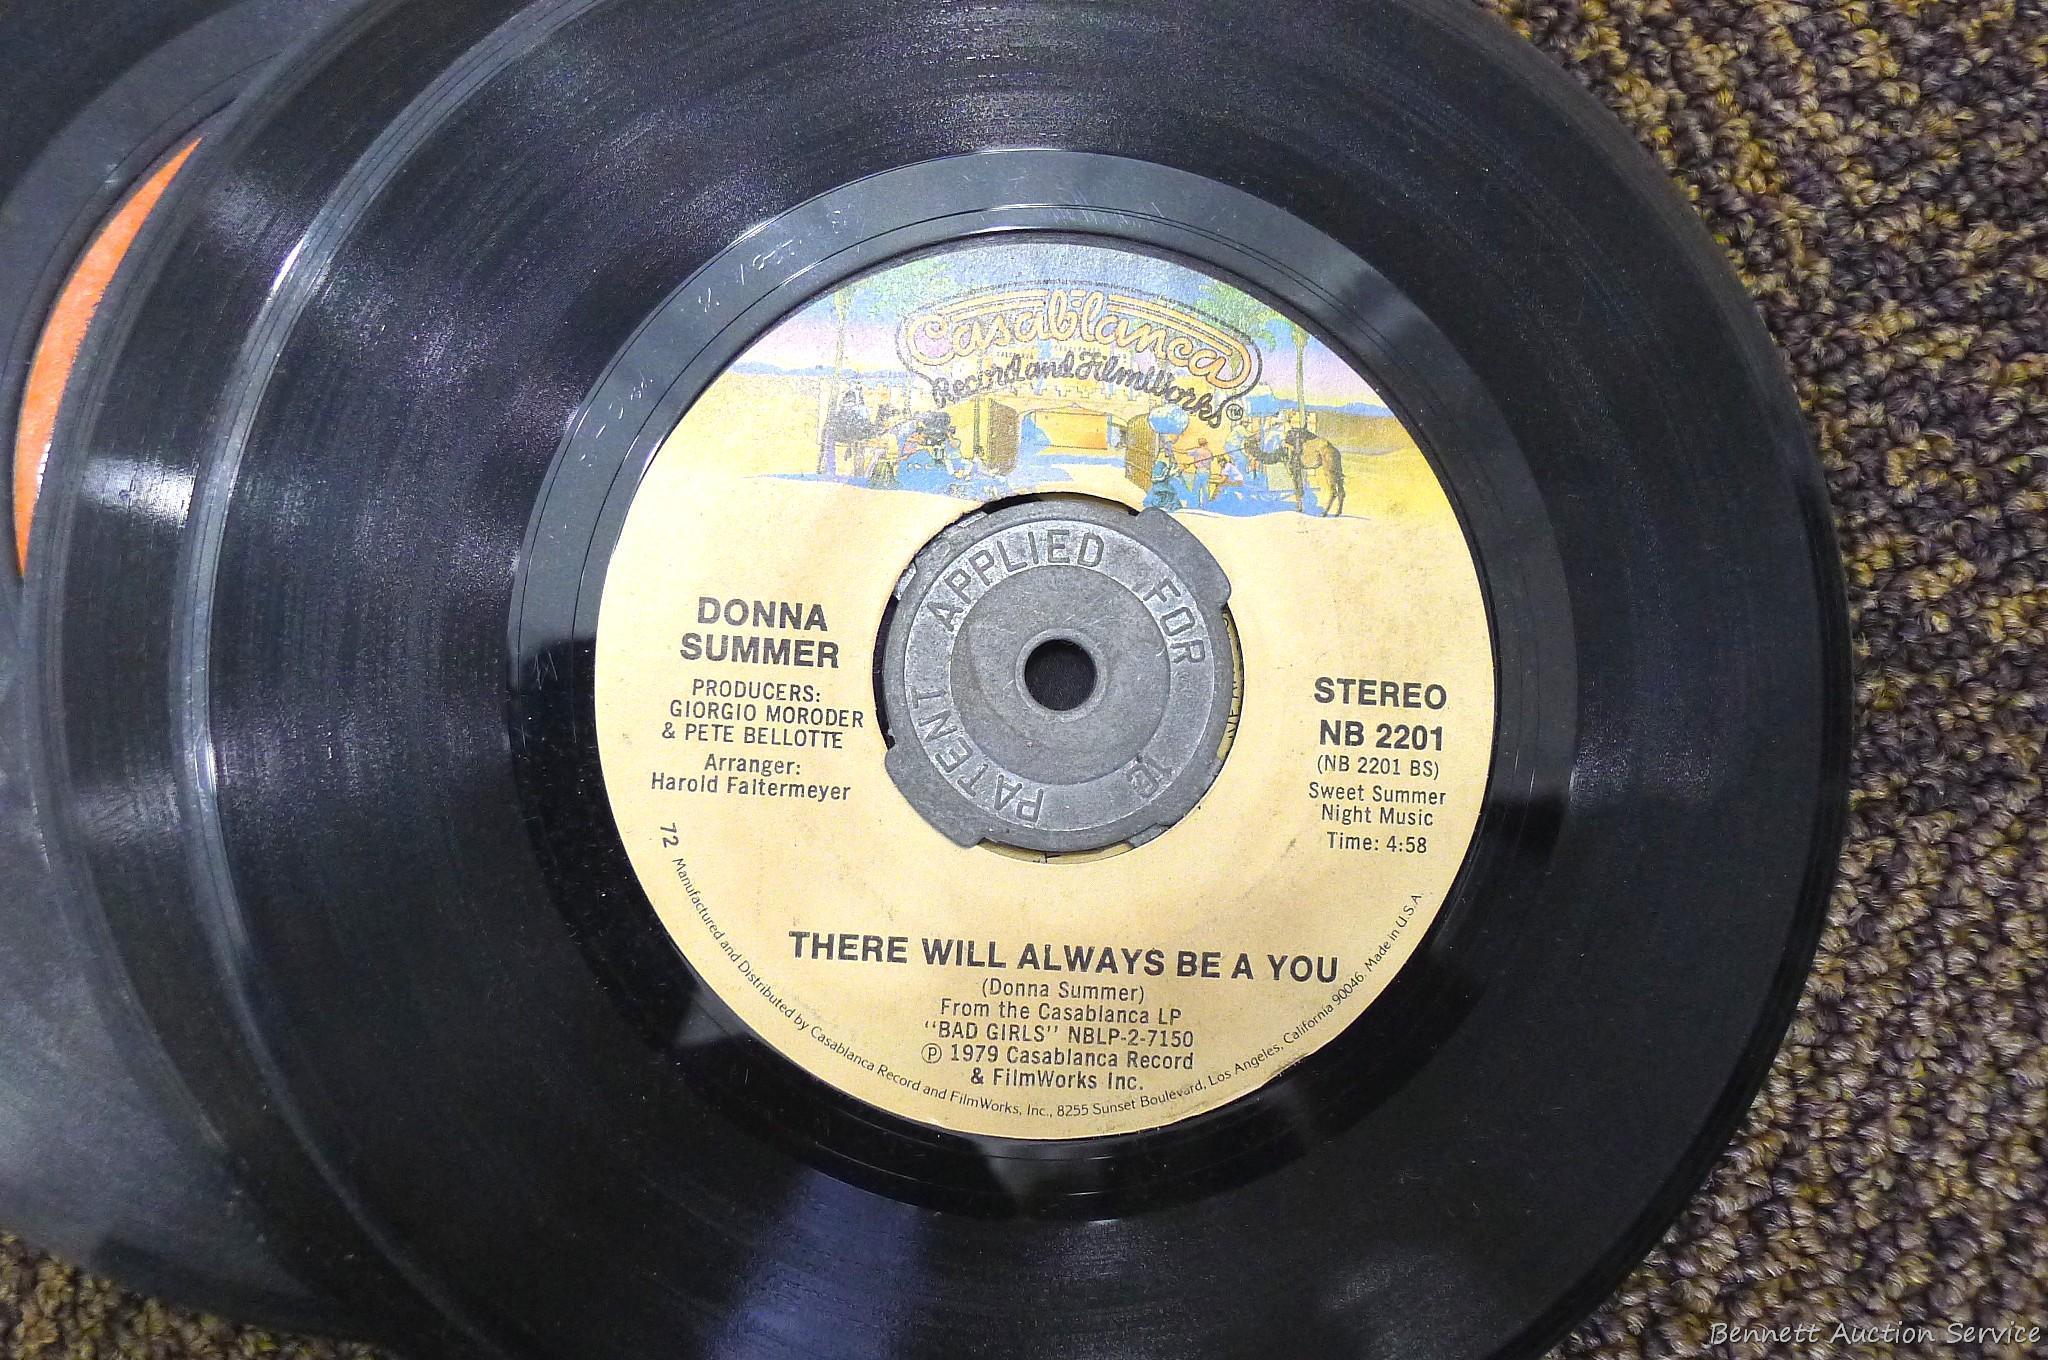 Casablanca
Record and FilmWorks TM
PATENT APPLIED FOR
DONNA
SUMMER
PRODUCERS:
GIORGIO MORODER
& PETE BELLOTTE
Arranger:
Harold Faltermeyer
STEREO
NB 2201
(NB 2201 BS)
Sweet Summer
Night Music
Time: 4:58
THERE WILL ALWAYS BE A YOU
(Donna Summer)
From the Casablanca LP
"BAD GIRLS" NBLP-2-7150
Ⓟ 1979 Casablanca Record
& FilmWorks Inc.
72 Manufactured and Distributed by Casablanca Record and FilmWorks, Inc., 8255 Sunset Boulevard, Los Angeles, California 90046. Made in U.S.A
Bennett Auction Service